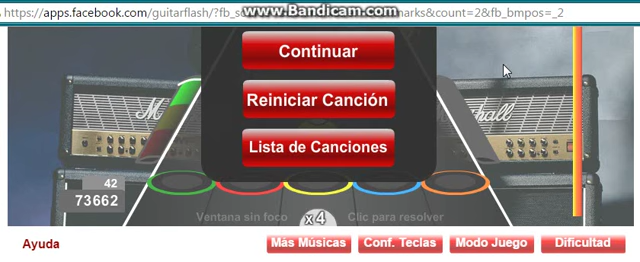 https://apps.facebook.com/guitarflash/?fb_s
www.Bandicam.com
marks&count=2&fb_bmpos=_2
Continuar
Reiniciar Canción
Lista de Canciones
Marshall
42
73662
Ventana sin foco
x4
Clic para resolver
Ayuda
Más Músicas
Conf. Teclas
Modo Juego
Dificultad